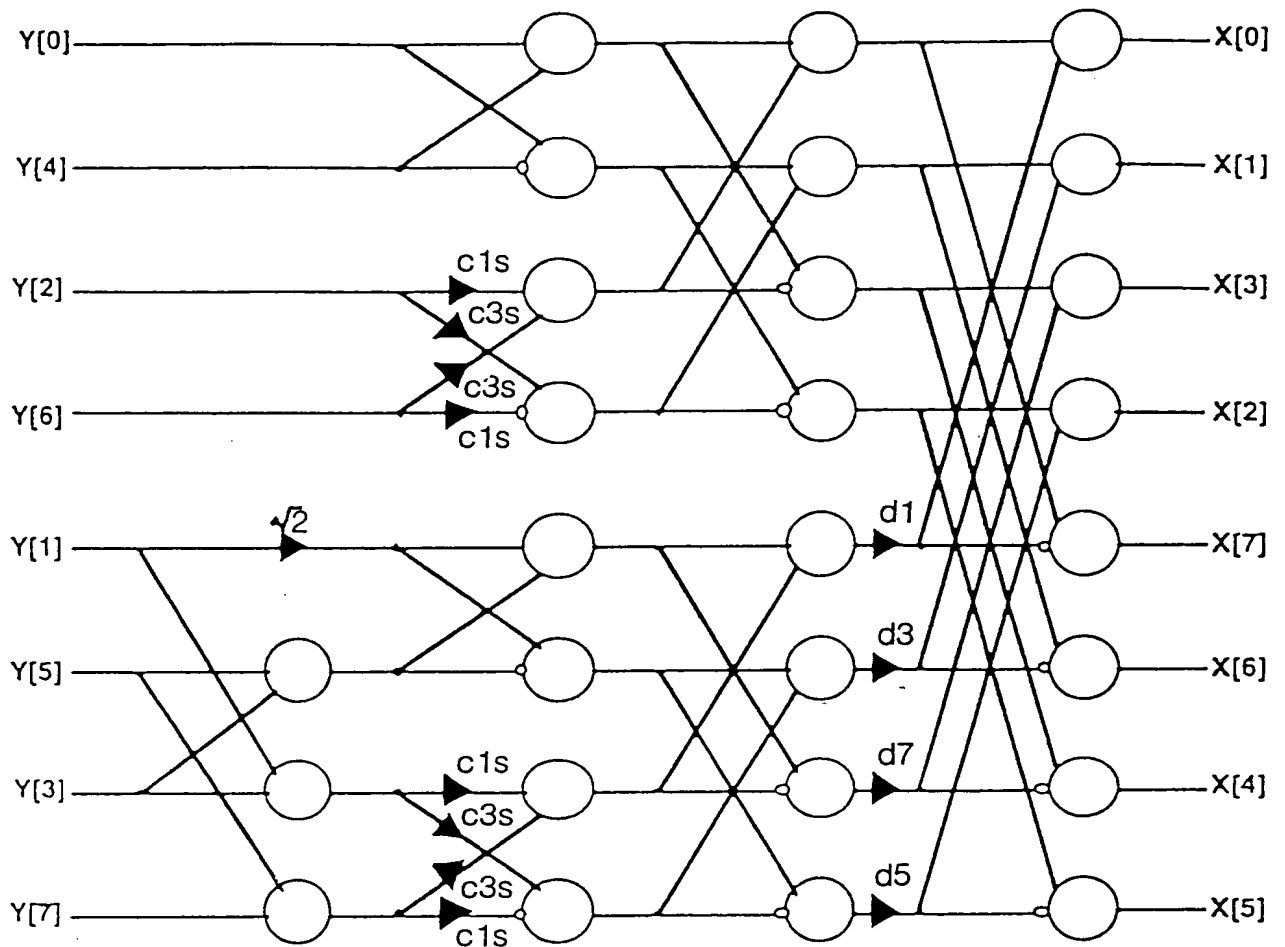 Y[0]
X[0]
Y[4]
X[1]
c1s
Y[2]
X[3]
c3s
c3s
Y[6]
X[2]
c1s
√2
d1
Y[1]
X[7]
d3
Y[5]
X[6]
c1s
d7
Y[3]
X[4]
c3s
c3s
d5
Y[7]
X[5]
c1s